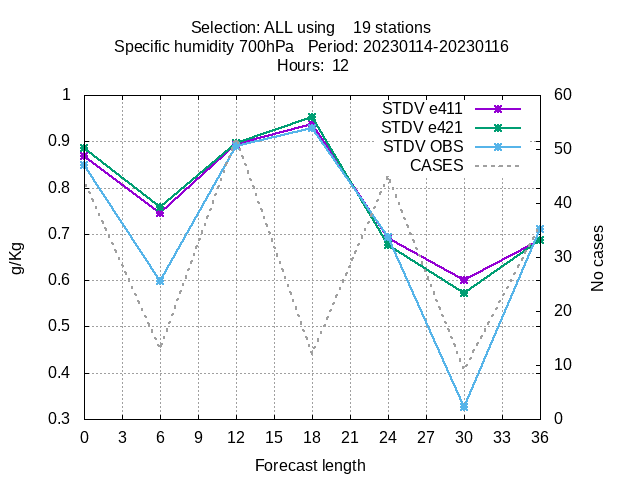 Selection: ALL using    19 stations
Specific humidity 700hPa   Period: 20230114-20230116
Hours:  12
STDV e411
STDV e421
STDV OBS
CASES
1
0.9
0.8
0.7
0.6
0.5
0.4
0.3
g/Kg
60
50
40
30
20
10
0
No cases
0 3 6 9 12 15 18 21 24 27 30 33 36
Forecast length